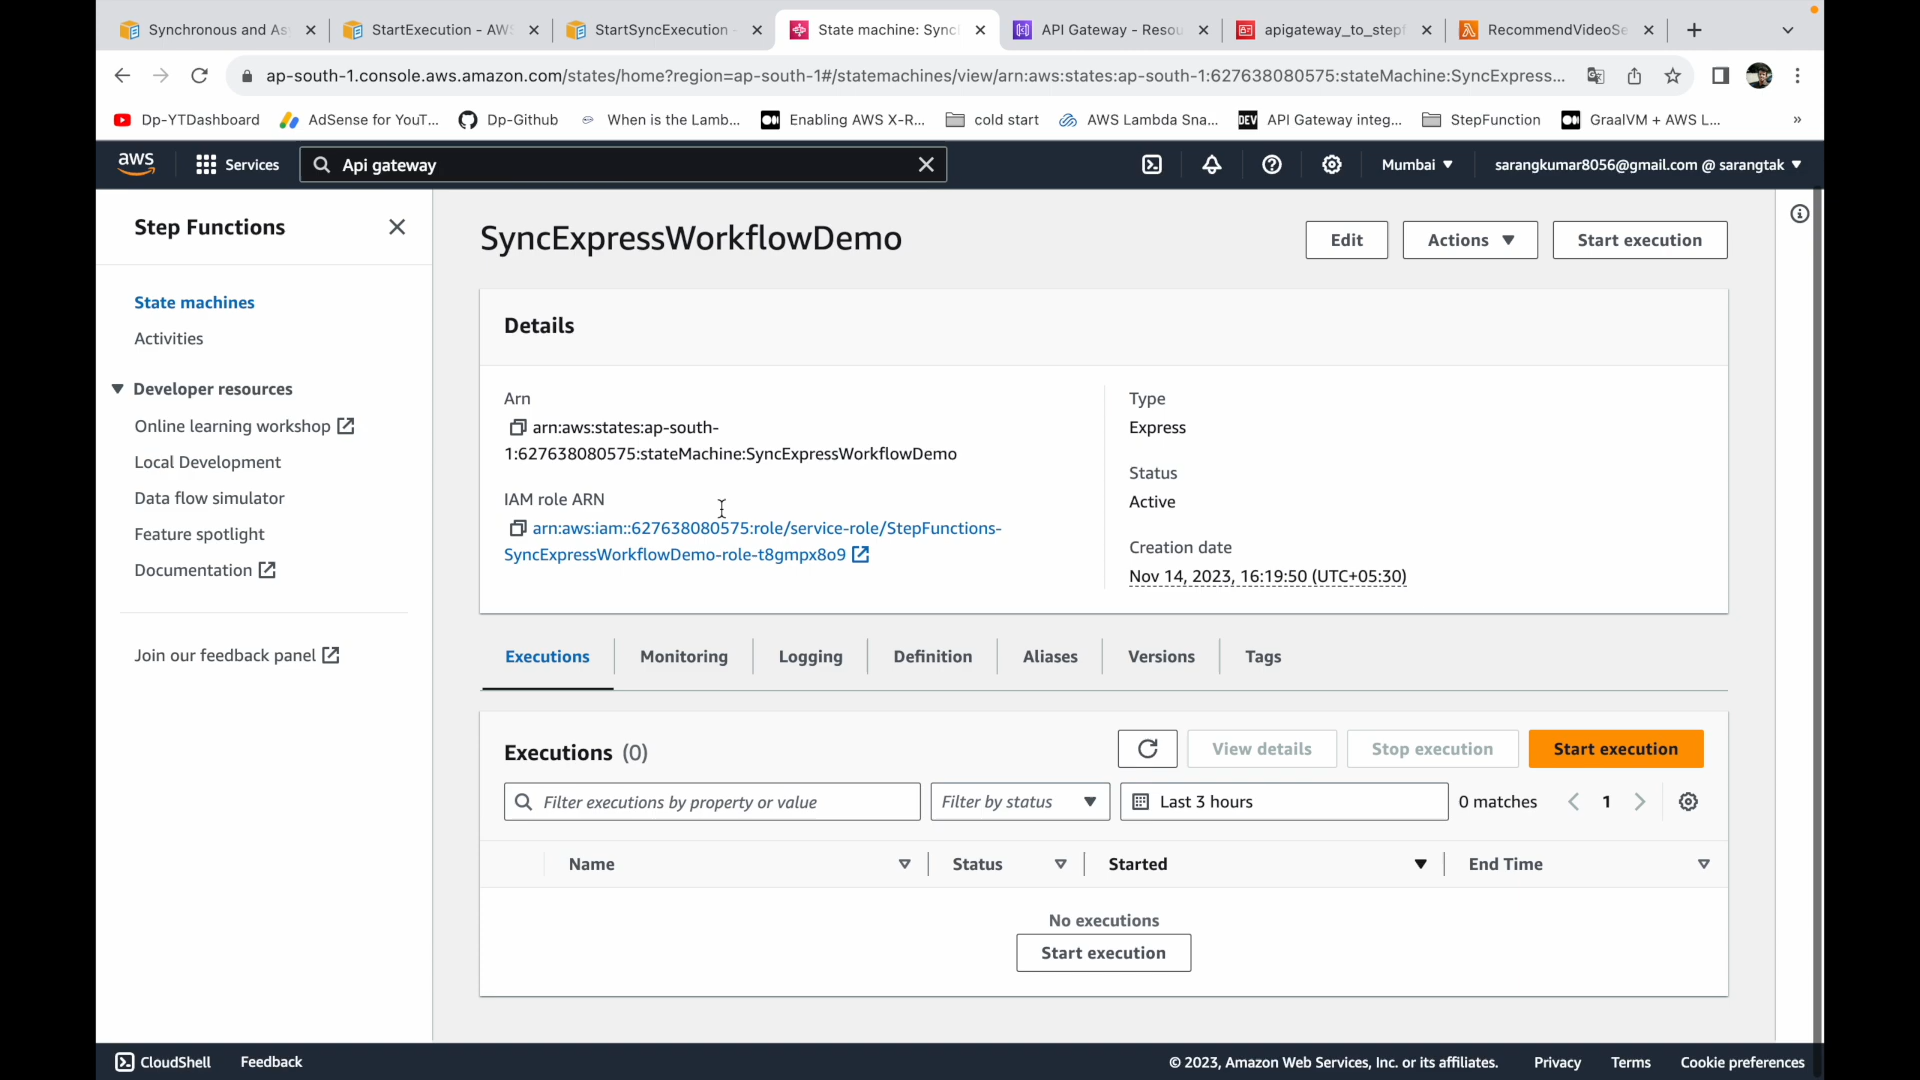 Synchronous and As
StartExecution - AWS
StartSyncExecution -
State machine: Syncl
API Gateway - Resou
apigateway_to_stepf
RecommendVideoSe
ap-south-1.console.aws.amazon.com/states/home?region=ap-south-1#/statemachines/view/arn:aws:states:ap-south-1:627638080575:stateMachine:SyncExpress...
Dp-YTDashboard
AdSense for YouT...
Dp-Github
When is the Lamb...
Enabling AWS X-R...
cold start
AWS Lambda Sna...
DEV
API Gateway integ...
StepFunction
GraalVM + AWS L...
»
aws
Services
Api gateway
Mumbai
sarangkumar8056@gmail.com @ sarangtak
Step Functions
State machines
Activities
Developer resources
Online learning workshop
Local Development
Data flow simulator
Feature spotlight
Documentation
Join our feedback panel
SyncExpressWorkflowDemo
Edit
Actions
Start execution
Details
Arn
arn:aws:states:ap-south-
1:627638080575:stateMachine:SyncExpressWorkflowDemo
IAM role ARN
arn:aws:iam::627638080575:role/service-role/StepFunctions-
SyncExpressWorkflowDemo-role-t8gmpx8o9
Type
Express
Status
Active
Creation date
Nov 14, 2023, 16:19:50 (UTC+05:30)
Executions
Monitoring
Logging
Definition
Aliases
Versions
Tags
Executions (0)
View details
Stop execution
Start execution
Filter executions by property or value
Filter by status
Last 3 hours
0 matches
1
Name
Status
Started
End Time
No executions
Start execution
CloudShell
Feedback
© 2023, Amazon Web Services, Inc. or its affiliates.
Privacy
Terms
Cookie preferences